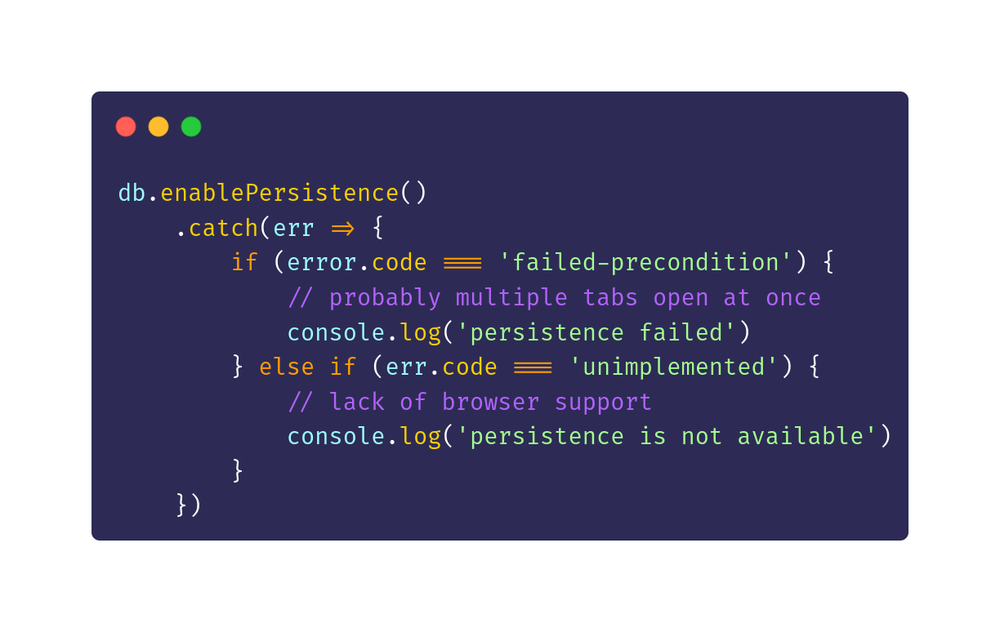 db.enablePersistence()
    .catch(err => {
        if (error.code === 'failed-precondition') {
            // probably multiple tabs open at once
            console.log('persistence failed')
        } else if (err.code === 'unimplemented') {
            // lack of browser support
            console.log('persistence is not available')
        }
    })